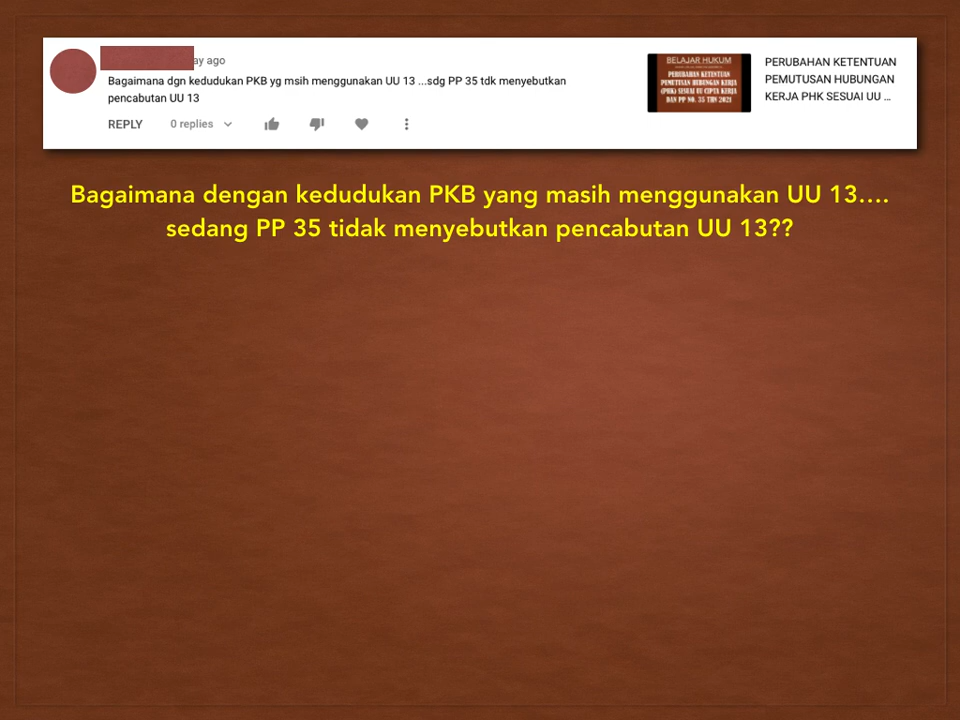 ay ago
Bagaimana dgn kedudukan PKB yg msih menggunakan UU 13 ...sdg PP 35 tdk menyebutkan
pencabutan UU 13
REPLY 0 replies
BELAJAR HUKUM
PERUBAHAN KETENTUAN
PEMUTUSAN HUBUNGAN KERJA
(PHK) SESUAI UU CIPTA KERJA
DAN PP NO. 35 THN 2021
PERUBAHAN KETENTUAN
PEMUTUSAN HUBUNGAN
KERJA PHK SESUAI UU ...
Bagaimana dengan kedudukan PKB yang masih menggunakan UU 13....
sedang PP 35 tidak menyebutkan pencabutan UU 13??